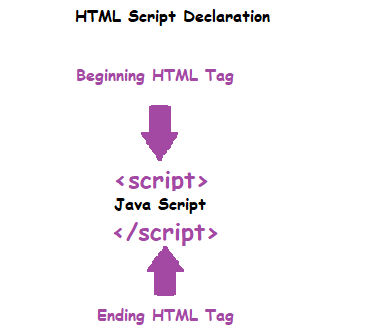 HTML Script Declaration
Beginning HTML Tag
<script>
Java Script
</script>
Ending HTML Tag